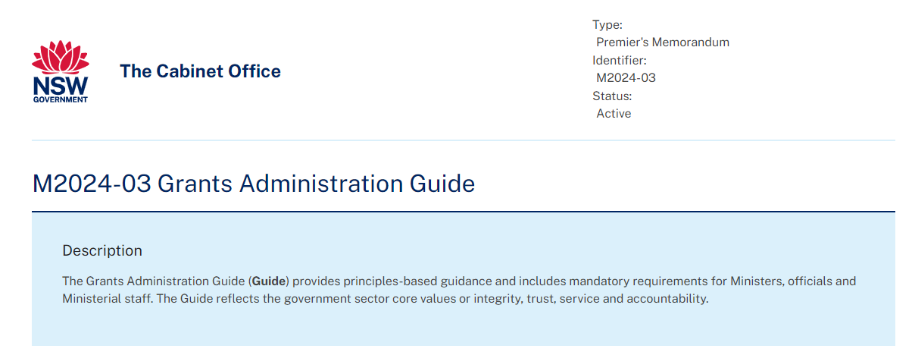 Type:
Premier's Memorandum
Identifier:
M2024-03
Status:
Active
NSW
GOVERNMENT
The Cabinet Office
M2024-03 Grants Administration Guide
Description
The Grants Administration Guide (Guide) provides principles-based guidance and includes mandatory requirements for Ministers, officials and
Ministerial staff. The Guide reflects the government sector core values or integrity, trust, service and accountability.